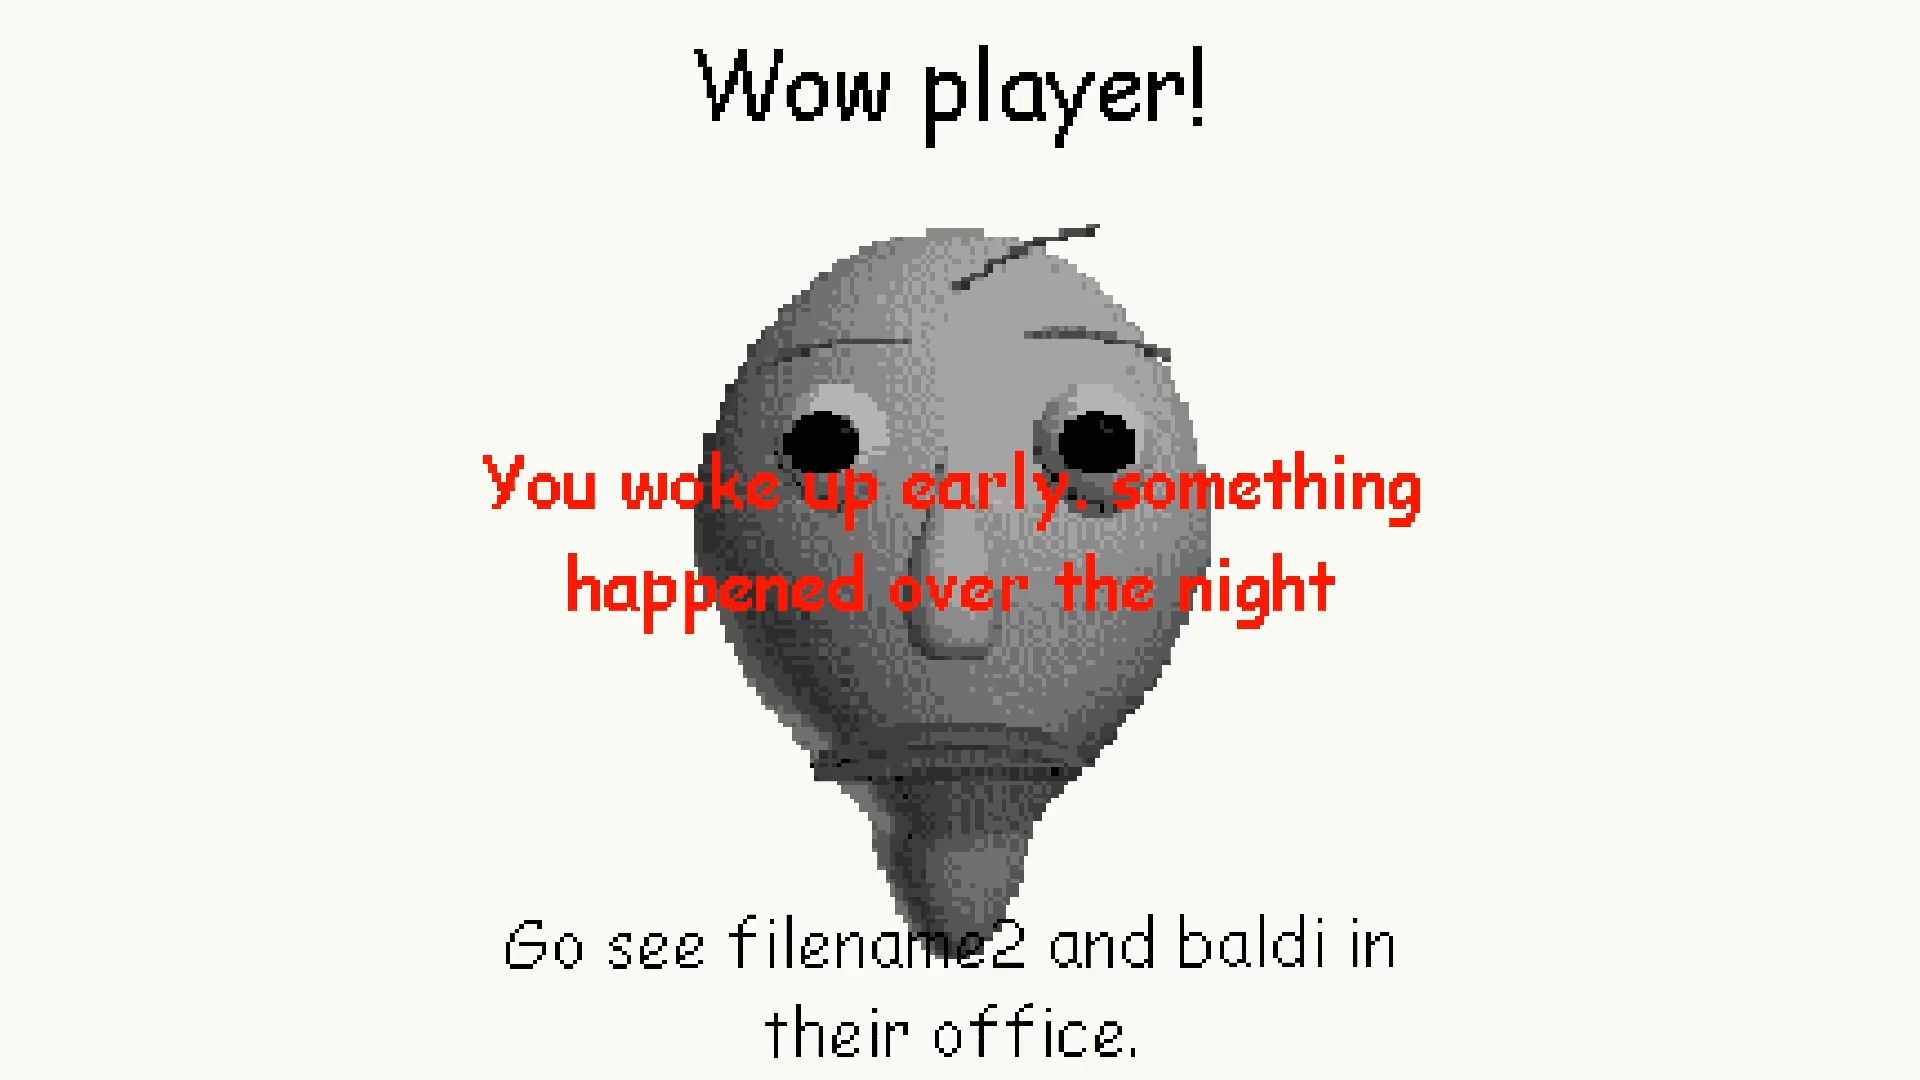 Wow player!
You woke up early. something
happened over the night
Go see filename2 and baldi in
their office.